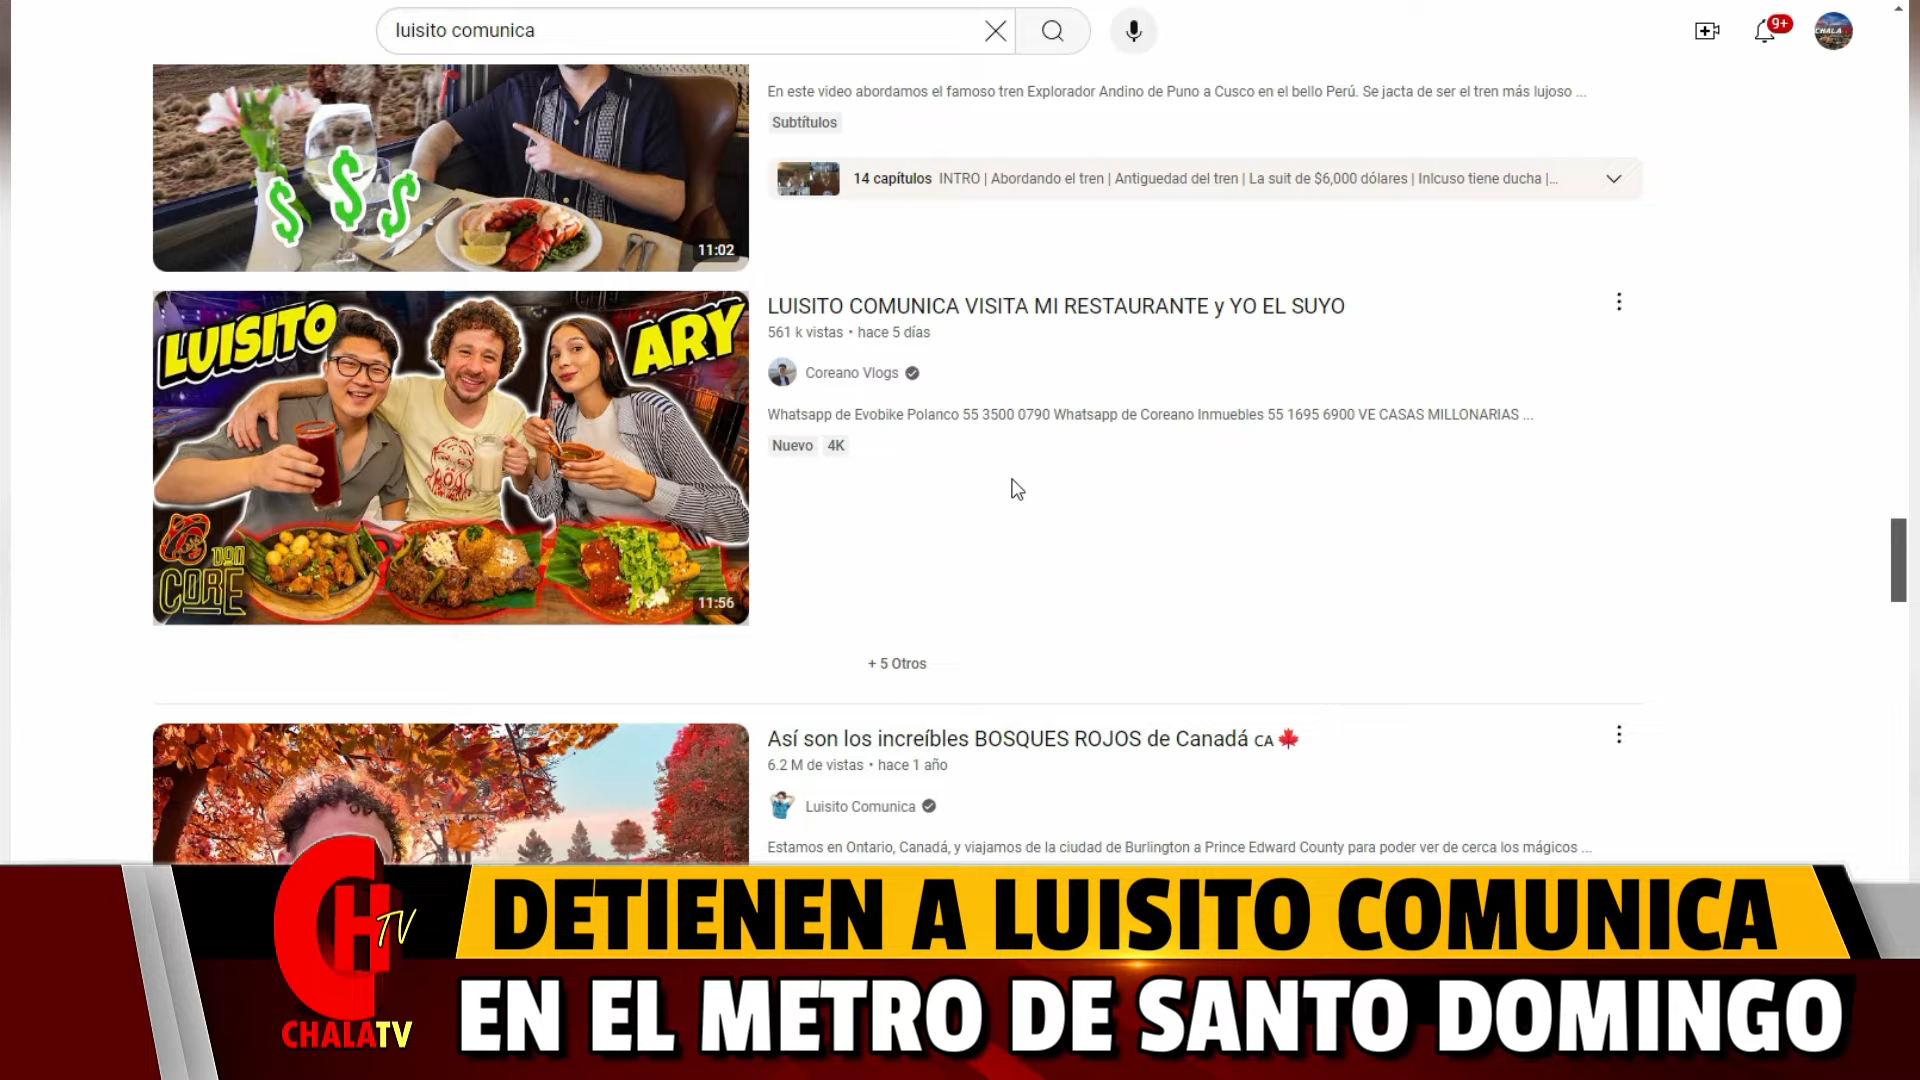 luisito comunica
9+
En este video abordamos el famoso tren Explorador Andino de Puno a Cusco en el bello Perú. Se jacta de ser el tren más lujoso ...
Subtítulos
14 capítulos INTRO | Abordando el tren | Antiguedad del tren | La suit de $6,000 dólares | Inlcuso tiene ducha |...
$ $ $
11:02
LUISITO ARY
LUISITO COMUNICA VISITA MI RESTAURANTE y YO EL SUYO
561 k vistas • hace 5 días
Coreano Vlogs
Whatsapp de Evobike Polanco 55 3500 0790 Whatsapp de Coreano Inmuebles 55 1695 6900 VE CASAS MILLONARIAS ...
Nuevo 4K
DON
CORE
11:56
+ 5 Otros
Así son los increíbles BOSQUES ROJOS de Canadá CA 🍁
6.2 M de vistas • hace 1 año
Luisito Comunica
Estamos en Ontario, Canadá, y viajamos de la ciudad de Burlington a Prince Edward County para poder ver de cerca los mágicos ...
CH TV
CHALATV
DETIENEN A LUISITO COMUNICA
EN EL METRO DE SANTO DOMINGO